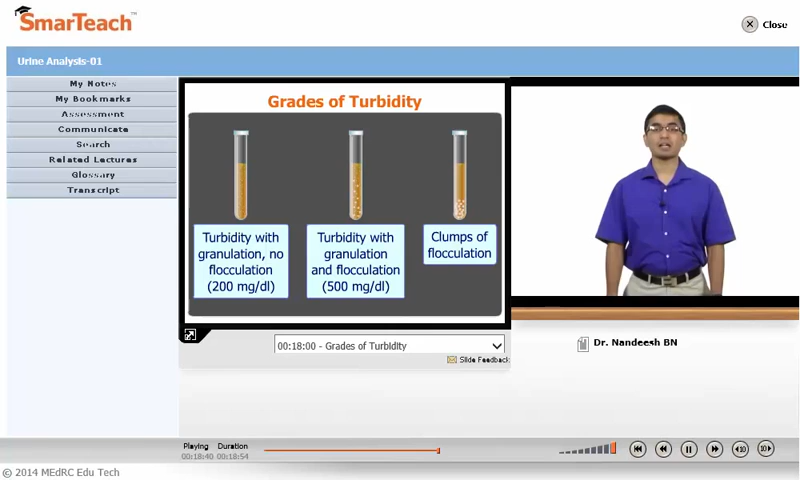 SmarTeach™
Close
Urine Analysis-01
My Notes
My Bookmarks
Assessment
Communicate
Search
Related Lectures
Glossary
Transcript
Grades of Turbidity
Turbidity with
granulation, no
flocculation
(200 mg/dl)
Turbidity with
granulation
and flocculation
(500 mg/dl)
Clumps of
flocculation
00:18:00 - Grades of Turbidity
Slide Feedback
Dr. Nandeesh BN
Playing Duration
00:18:40 00:18:54
10
10
© 2014 MEdRC Edu Tech